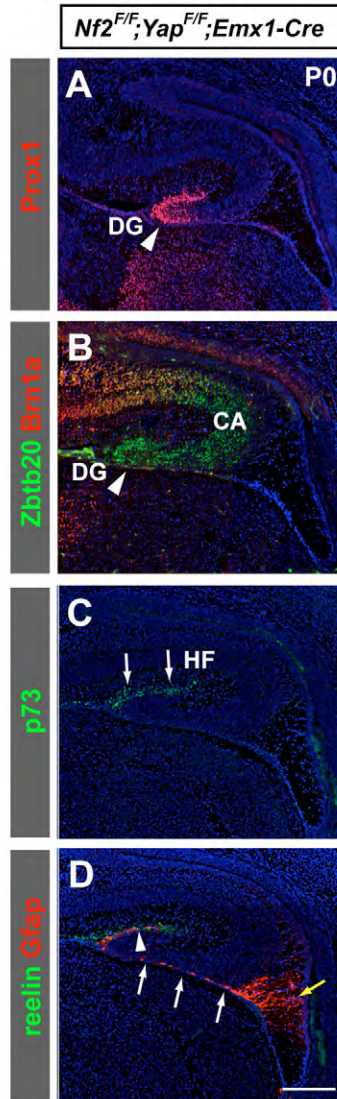 Nf2F/F;YapF/F;Emx1-Cre
A
P0
Prox1
DG
B
Zbtb20 Brn1a
CA
DG
C
p73
HF
D
reelin Gfap